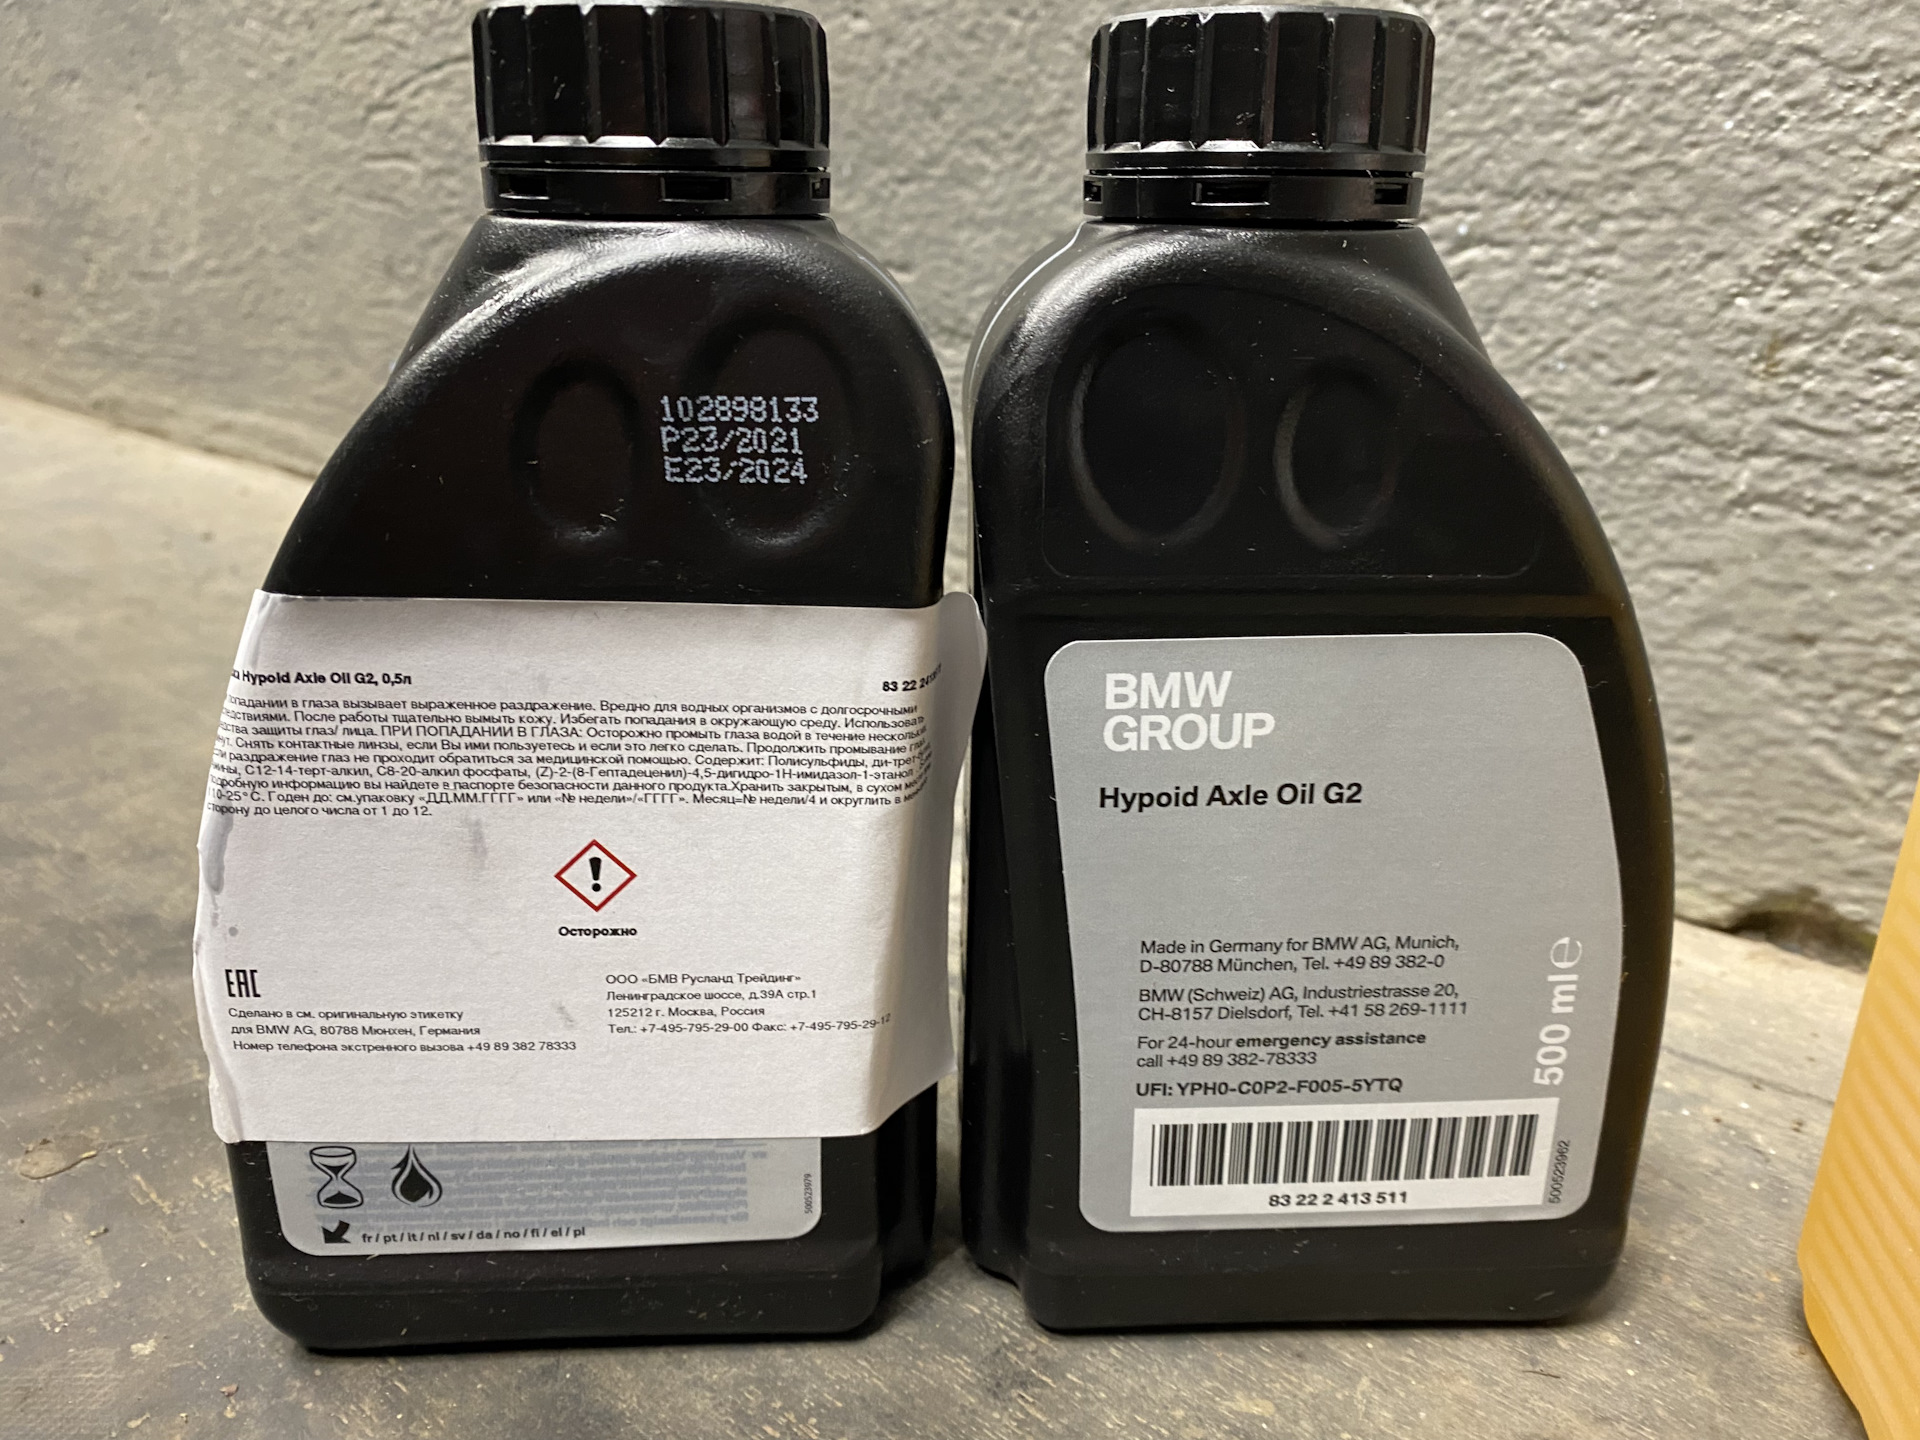 102898133
P23/2021
E23/2024
Hypoid Axle Oil G2, 0,5л
83 22
попадании в глаза вызывает выраженное раздражение. Вредно для водных организмов с долгосрочными
После работы тщательно вымыть кожу. Избегать попадания в окружающую среду. Использовать
защиты глаз/ лица. ПРИ ПОПАДАНИИ В ГЛАЗА: Осторожно промыть глаза водой в течение
Снять контактные линзы, если Вы ими пользуетесь и если это легко сделать. Продолжить промывание
раздражение глаз не проходит обратиться за медицинской помощью. Содержит: Полисульфиды,
C12-14-терт-алкил, C8-20-алкил фосфаты, (Z)-2-(8-Гептадеценил)-4,5-дигидро-1H-имидазол-1-этанол
информацию вы найдете в паспорте безопасности данного продукта.Хранить закрытым, в сухом
10-25°C. Годен до: см.упаковку «ДД.ММ.ГГГГ» или «№ недели»/«ГГГГ». Месяц=№ недели/4 и округлить в
сторону до целого числа от 1 до 12.
Осторожно
EAC
Сделано в см. оригинальную этикетку
для BMW AG, 80788 Мюнхен, Германия
Номер телефона экстренного вызова +49 89 382 78333
ООО «БМВ Русланд Трейдинг»
Ленинградское шоссе, д.39А стр.1
125212 г. Москва, Россия
Тел.: +7-495-795-29-00 Факс: +7-495-795-29-12
fr / pt / it / nl / sv / da / no / fi / el / pl
500523979
BMW
GROUP
Hypoid Axle Oil G2
Made in Germany for BMW AG, Munich,
D-80788 München, Tel. +49 89 382-0
BMW (Schweiz) AG, Industriestrasse 20,
CH-8157 Dielsdorf, Tel. +41 58 269-1111
For 24-hour emergency assistance
call +49 89 382-78333
UFI: YPH0-C0P2-F005-5YTQ
500 ml e
83 22 2 413 511
500523962